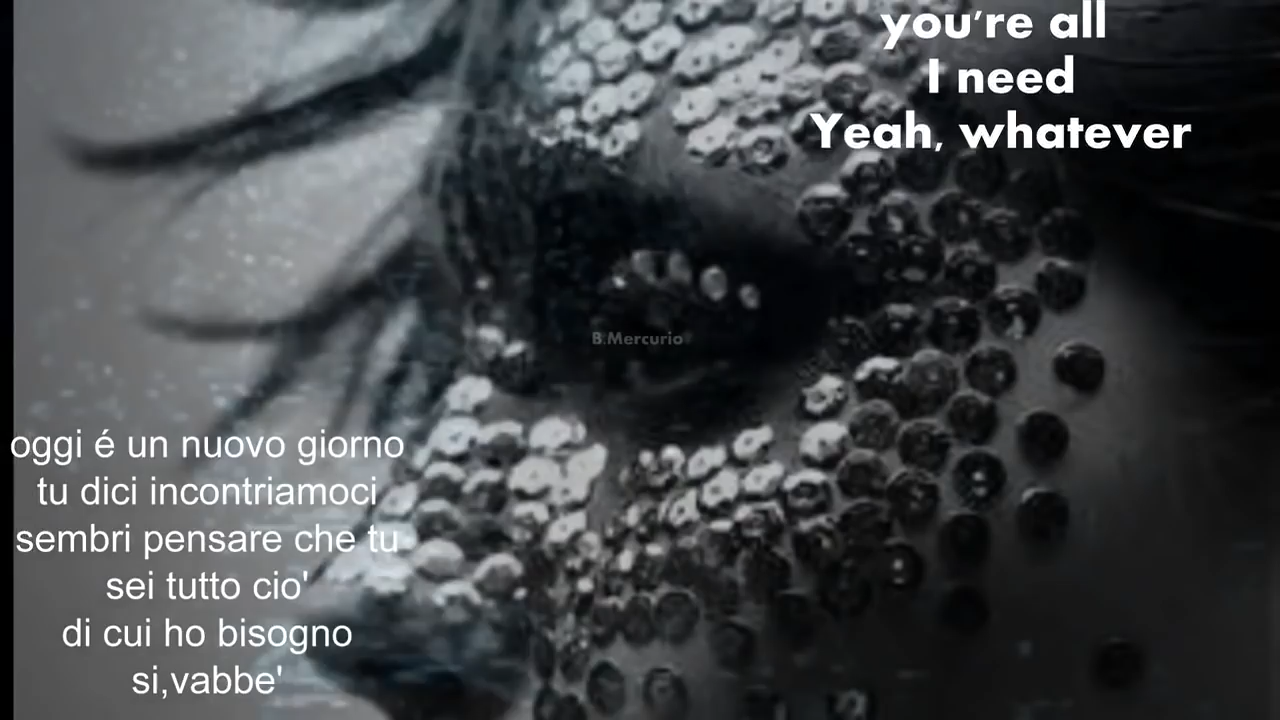 you're all
I need
Yeah, whatever
B.Mercurio
oggi é un nuovo giorno
tu dici incontriamoci
sembri pensare che tu
sei tutto cio'
di cui ho bisogno
si,vabbe'